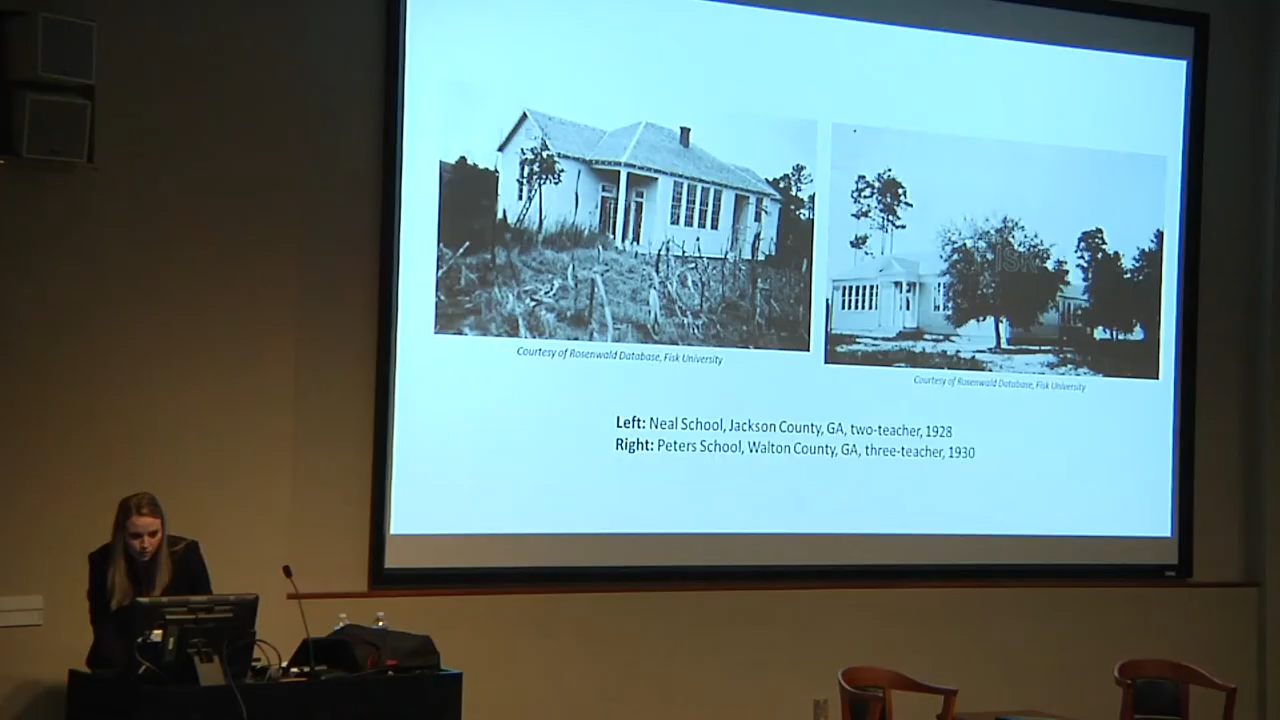 Courtesy of Rosenwald Database, Fisk University
Courtesy of Rosenwald Database, Fisk University
Left: Neal School, Jackson County, GA, two-teacher, 1928
Right: Peters School, Walton County, GA, three-teacher, 1930